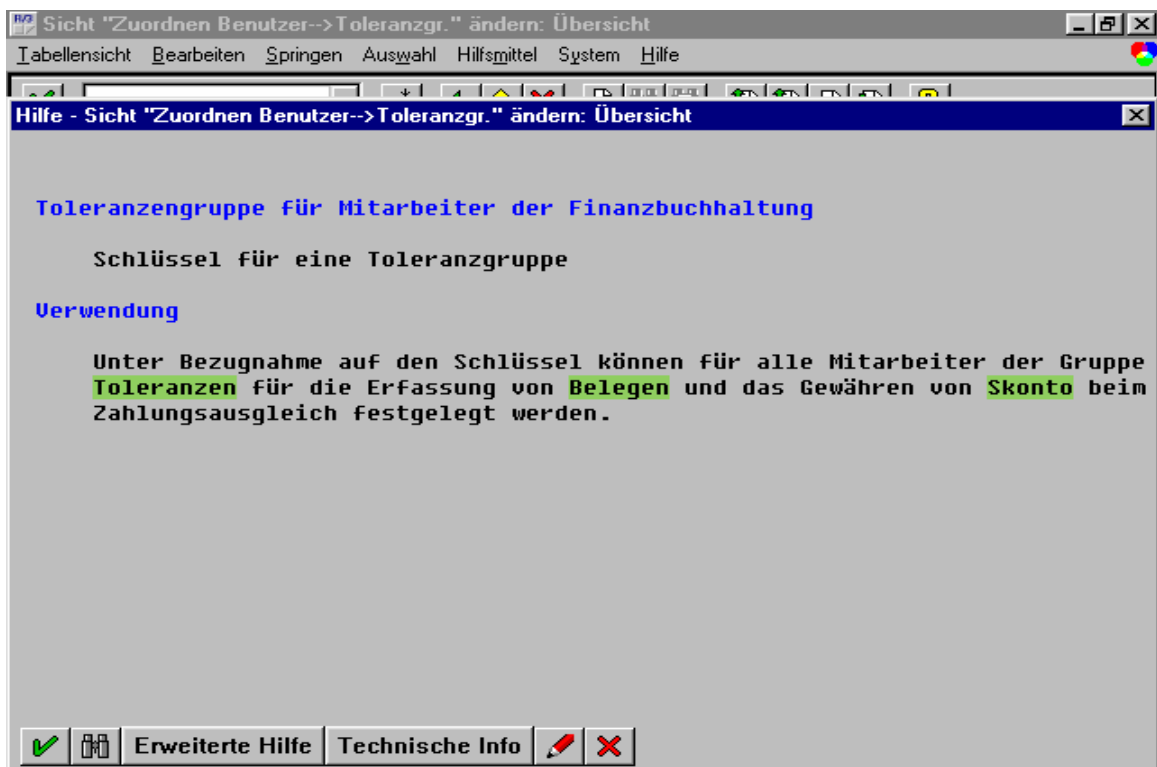 Sicht "Zuordnen Benutzer-->Toleranzgr." ändern: Übersicht
Tabellensicht Bearbeiten Springen Auswahl Hilfsmittel System Hilfe
Hilfe - Sicht "Zuordnen Benutzer-->Toleranzgr." ändern: Übersicht
Toleranzengruppe für Mitarbeiter der Finanzbuchhaltung
Schlüssel für eine Toleranzgruppe
Verwendung
Unter Bezugnahme auf den Schlüssel können für alle Mitarbeiter der Gruppe
Toleranzen für die Erfassung von Belegen und das Gewähren von Skonto beim
Zahlungsausgleich festgelegt werden.
Erweiterte Hilfe Technische Info